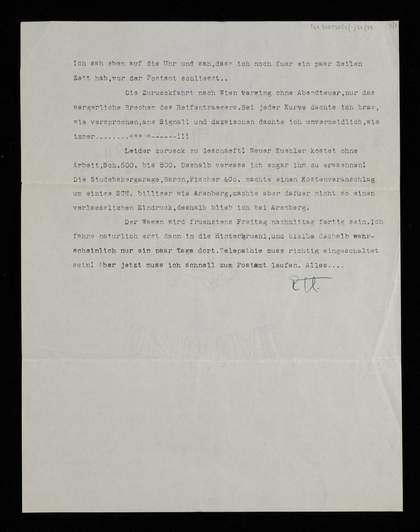 Ich sah eben auf die Uhr und sah,dass ich noch fuer ein paar Zeilen
Zeit hab,vor der Postamt schliesst..
Die Zurueckfahrt nach Wien verging ohne Abenteuer,nur das
aergerliche Brechen des Reifentraegers.Bei jeder Kurve dachte ich brav,
wie versprochen,ans Signal! und dazwischen dachte ich unvermeidlich,wie
immer........ ------!!!
Leider zurueck zu Geschaeft! Neuer Kuehler kostet ohne
Arbeit,Sch.600. bis 800. Deshalb vergass ich sogar ihn zu erwaehnen!
Die Studebakergarage,Baron,Fischer &Co. machte einen Kostenvoranschlag
um einige SCH. billiger wie Arenberg,machte aber dafuer nicht so einen
verlaesslichen Eindruck,deshalb blieb ich bei Arenberg.
Der Wagen wird fruehstens Freitag nachmittag fertig sein.Ich
fahre natuerlich erst dann in die Hinterbruehl,und bleibe deshalb wahr-
scheinlich nur ein paar Tage dort.Telepathie muss richtig eingeschaltet
sein! Aber jetzt muss ich schnell zum Postamt laufen. Alles....